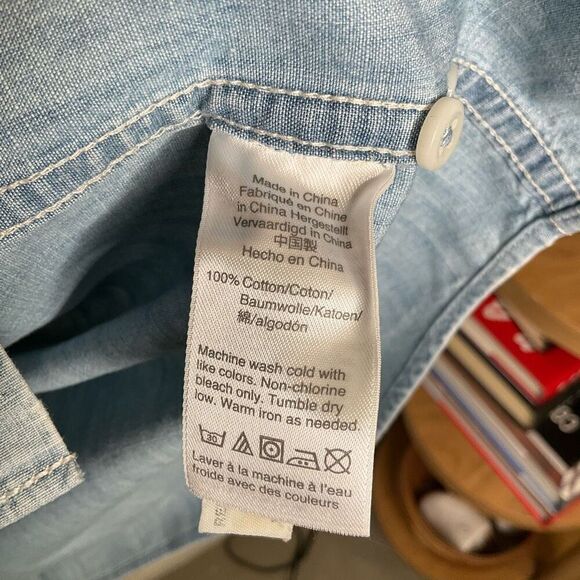 Made in China
Fabriqué en Chine
in China Hergestellt
Vervaardigd in China
中国製
Hecho en China
100% Cotton/Coton/
Baumwolle/Katoen/
綿/algodón
Machine wash cold with
like colors. Non-chlorine
bleach only. Tumble dry
low. Warm iron as needed.
30
Laver à la machine à l'eau
froide avec des couleurs